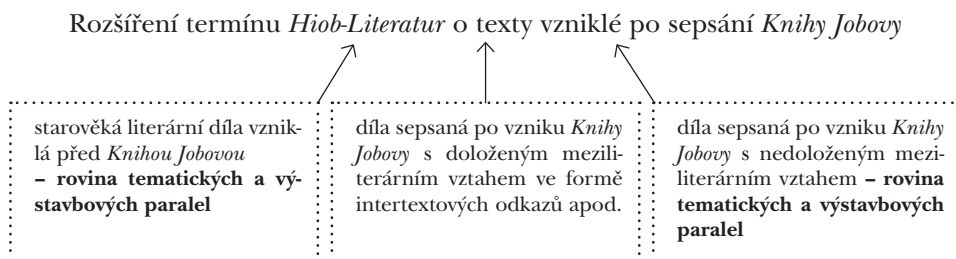 Rozšíření termínu Hiob-Literatur o texty vzniklé po sepsání Knihy Jobovy
starověká literární díla vznik-
lá před Knihou Jobovou
– rovina tematických a vý-
stavbových paralel
díla sepsaná po vzniku Knihy
Jobovy s doloženým mezili-
terárním vztahem ve formě
intertextových odkazů apod.
díla sepsaná po vzniku Knihy
Jobovy s nedoloženým mezi-
literárním vztahem – rovina
tematických a výstavbových
paralel